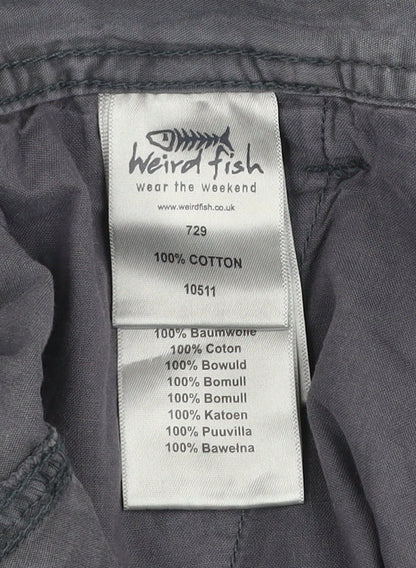 Weird fish
wear the weekend
www.weirdfish.co.uk
729
100% COTTON
10511
100% Baumwolle
100% Coton
100% Bowuld
100% Bomull
100% Bomull
100% Katoen
100% Puuvilla
100% Bawełna